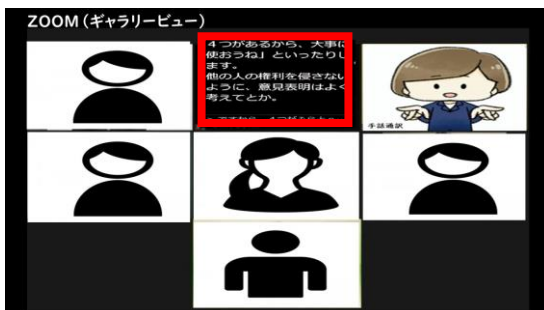 ZOOM(ギャラリービュー)
4つがあるから、大事に
使おうね」といったりし
ます。
他の人の権利を侵さない
ように、意見表明はよく
考えてとか。
手話通訳